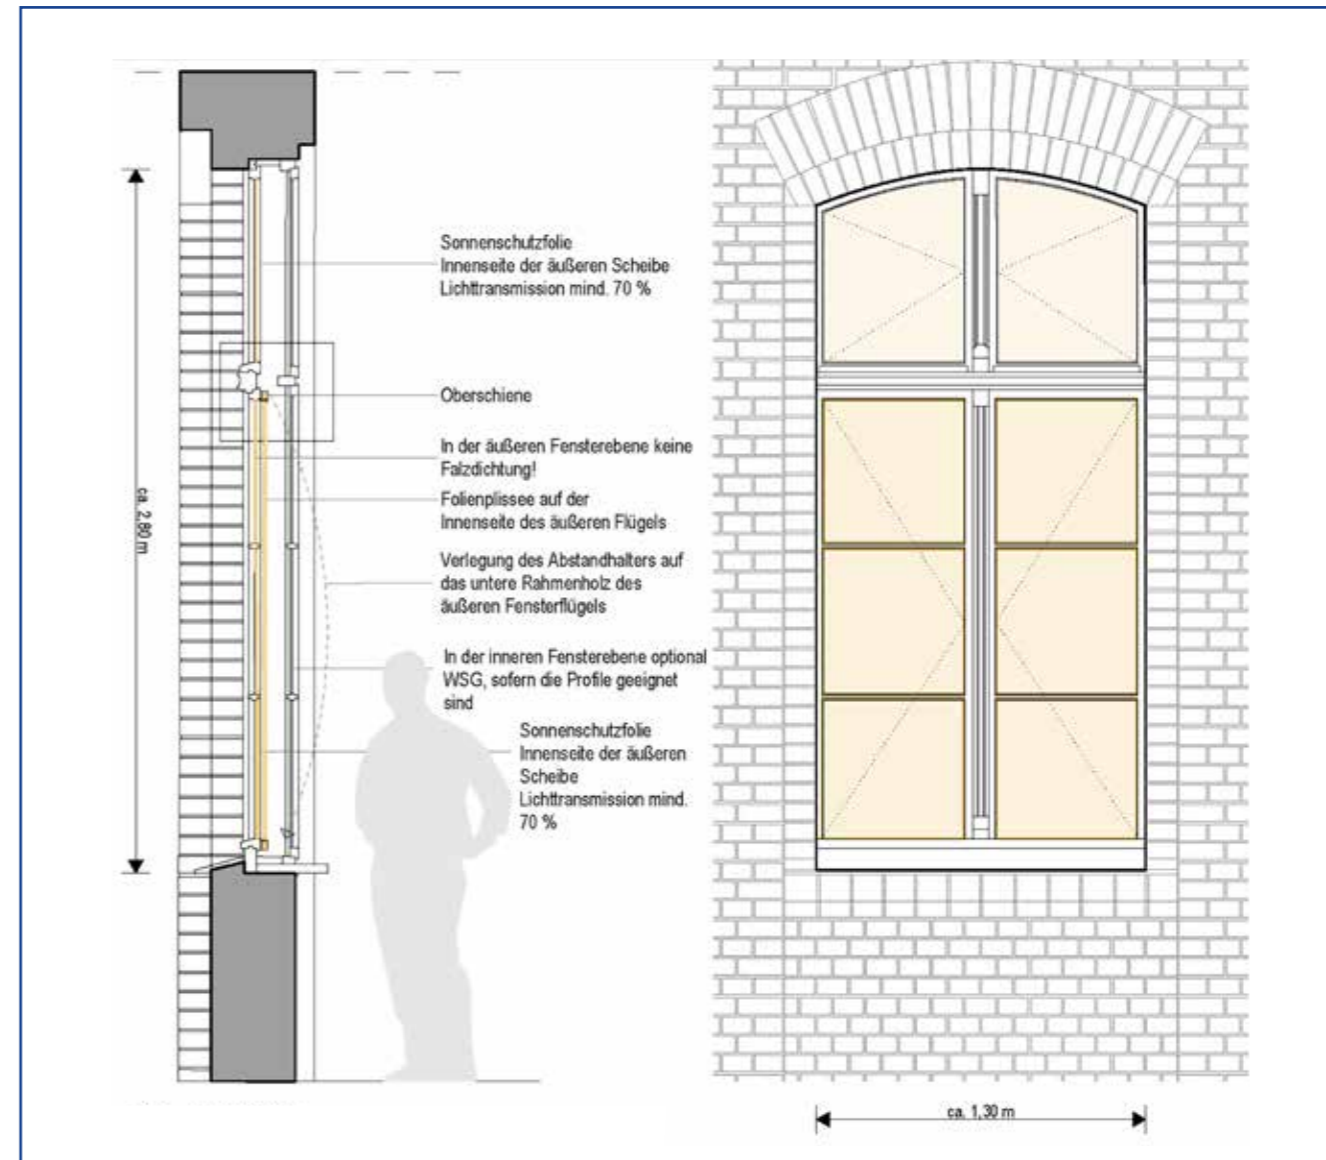 Sonnenschutzfolie
Innenseite der äußeren Scheibe
Lichttransmission mind. 70 %
Oberschiene
In der äußeren Fensterebene keine
Falzdichtung!
Folienplissee auf der
Innenseite des äußeren Flügels
ca. 2,80 m
Verlegung des Abstandhalters auf
das untere Rahmenholz des
äußeren Fensterflügels
In der inneren Fensterebene optional
WSG, sofern die Profile geeignet
sind
Sonnenschutzfolie
Innenseite der äußeren
Scheibe
Lichttransmission mind.
70 %
ca. 1,30 m